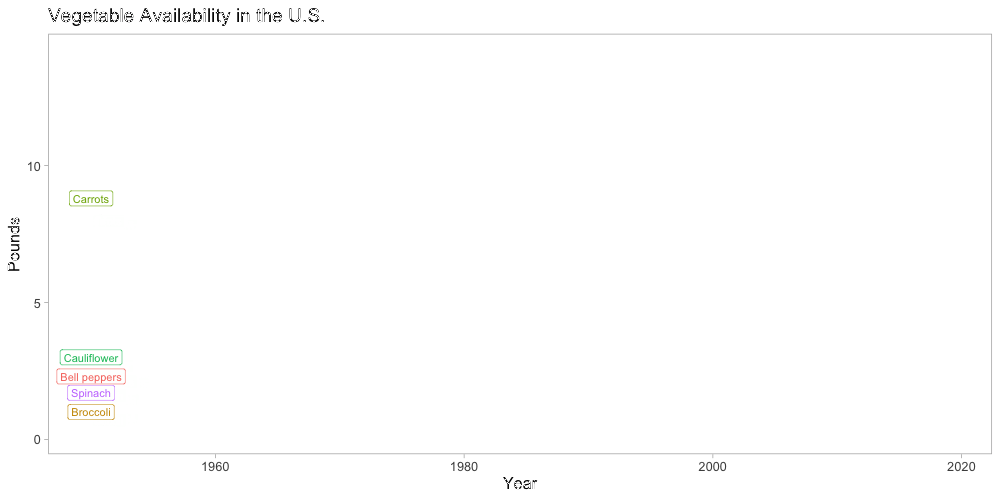 Vegetable Availability in the U.S.
10
Carrots
Pounds
5
Cauliflower
Bell peppers
Spinach
Broccoli
0
1960
1980
2000
2020
Year